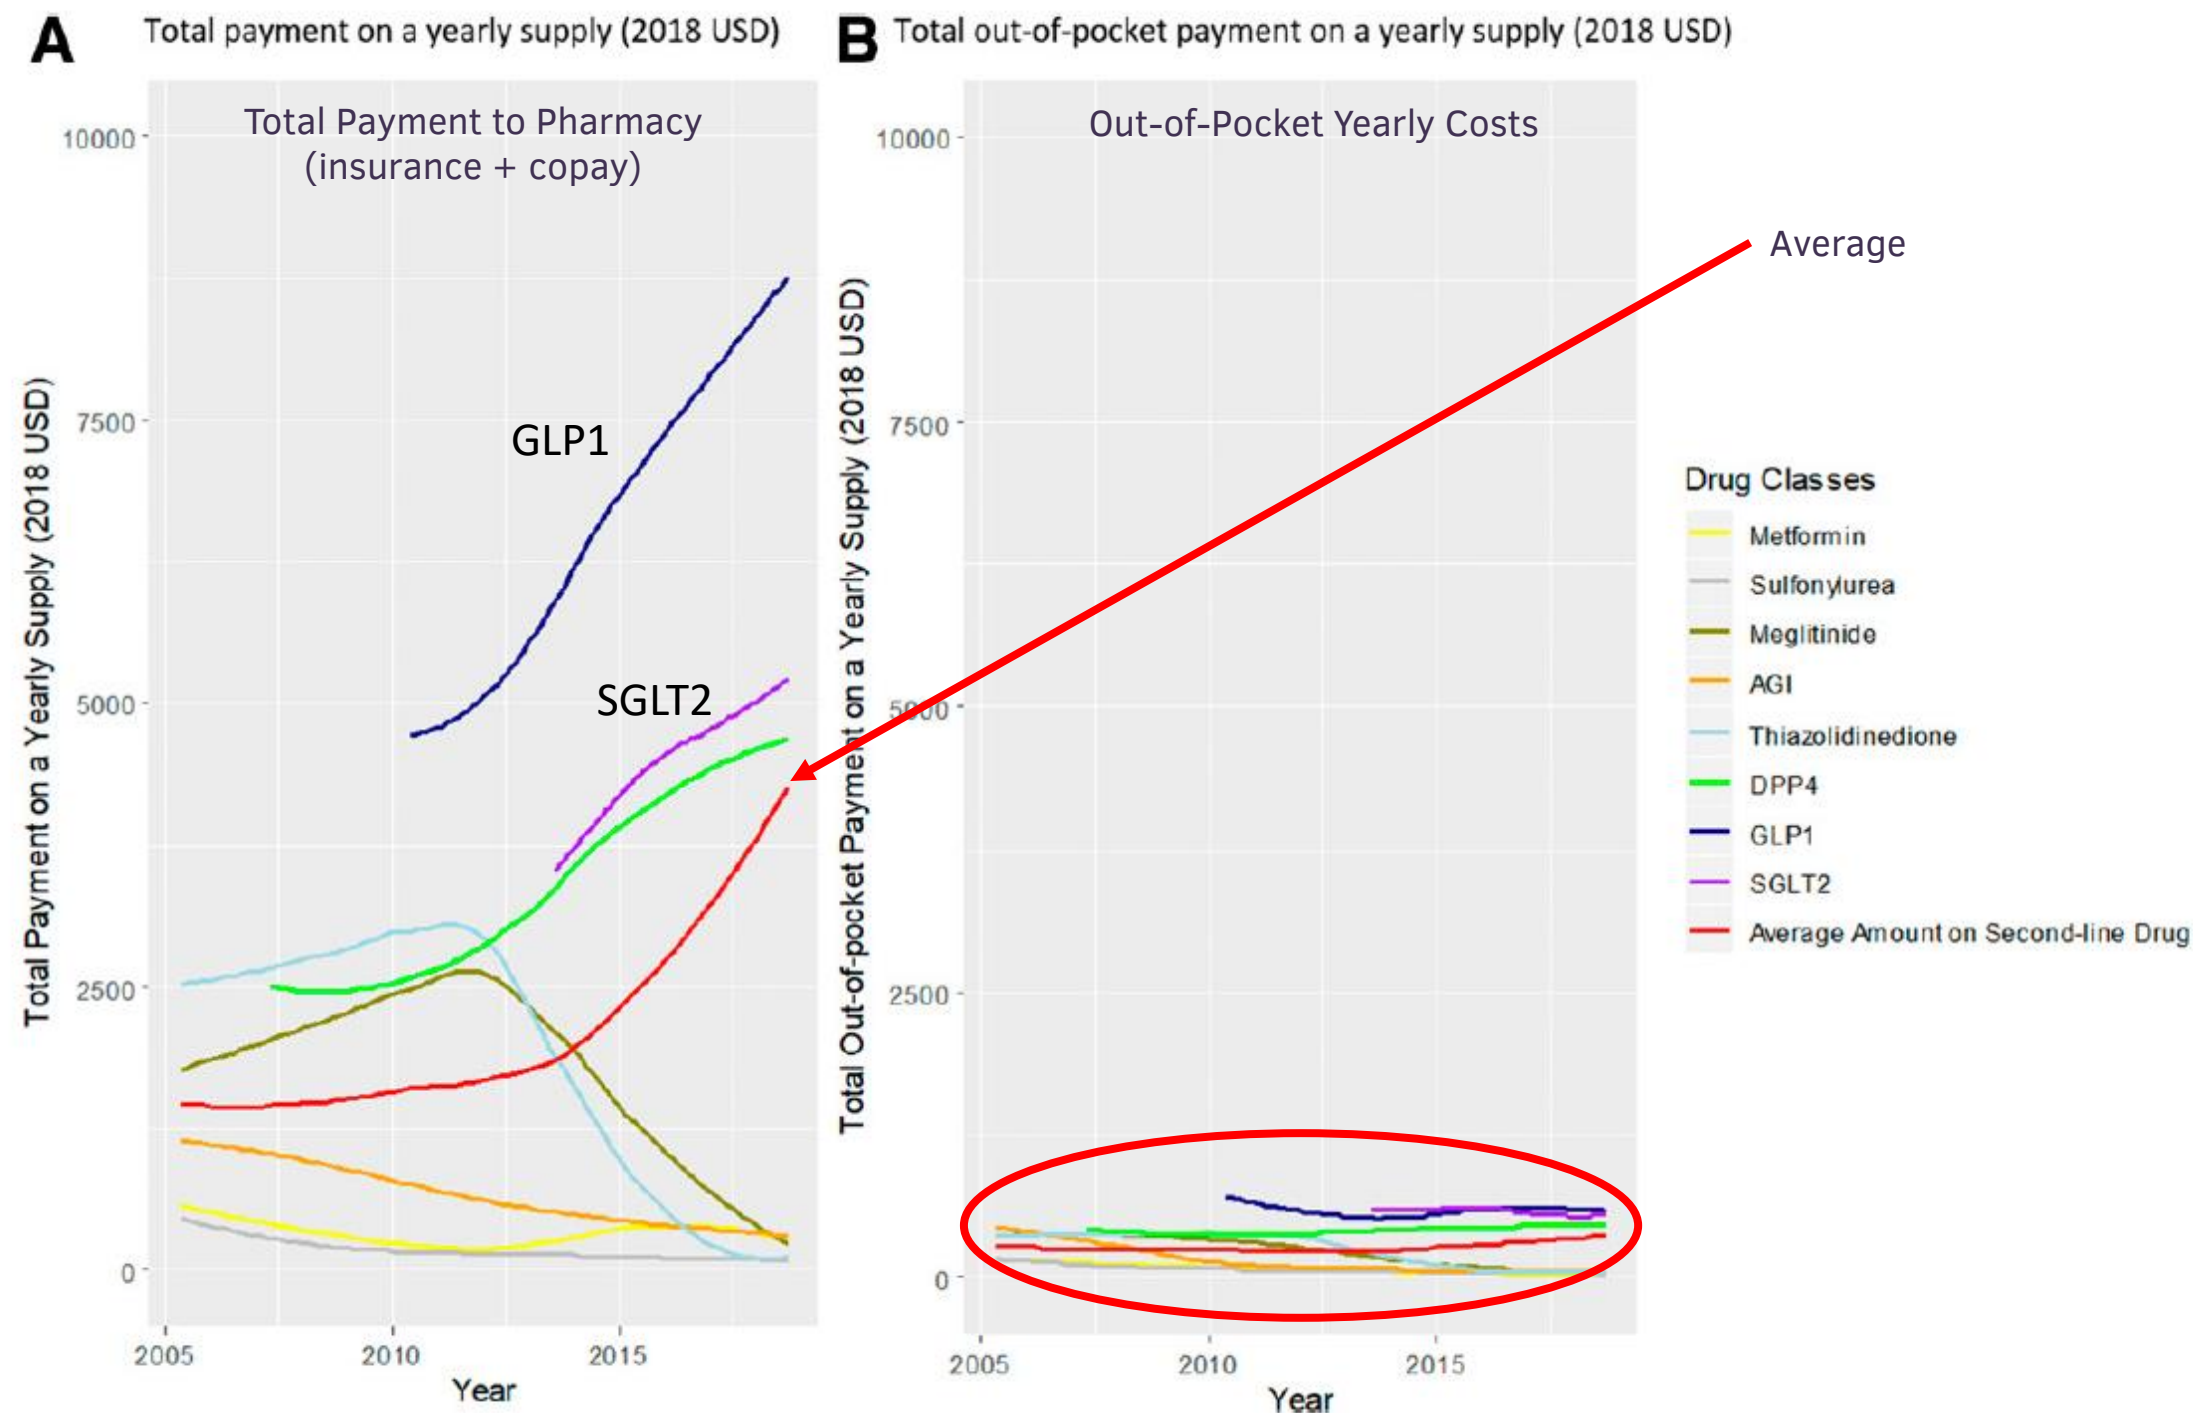 A Total payment on a yearly supply (2018 USD)
Total Payment to Pharmacy
(insurance + copay)
Total Payment on a Yearly Supply (2018 USD)
10000
7500
5000
2500
0
GLP1
SGLT2
2005 2010 2015
Year
B Total out-of-pocket payment on a yearly supply (2018 USD)
Out-of-Pocket Yearly Costs
Total Out-of-pocket Payment on a Yearly Supply (2018 USD)
10000
7500
5000
2500
0
2005 2010 2015
Year
Average
Drug Classes
Metformin
Sulfonylurea
Meglitinide
AGI
Thiazolidinedione
DPP4
GLP1
SGLT2
Average Amount on Second-line Drug